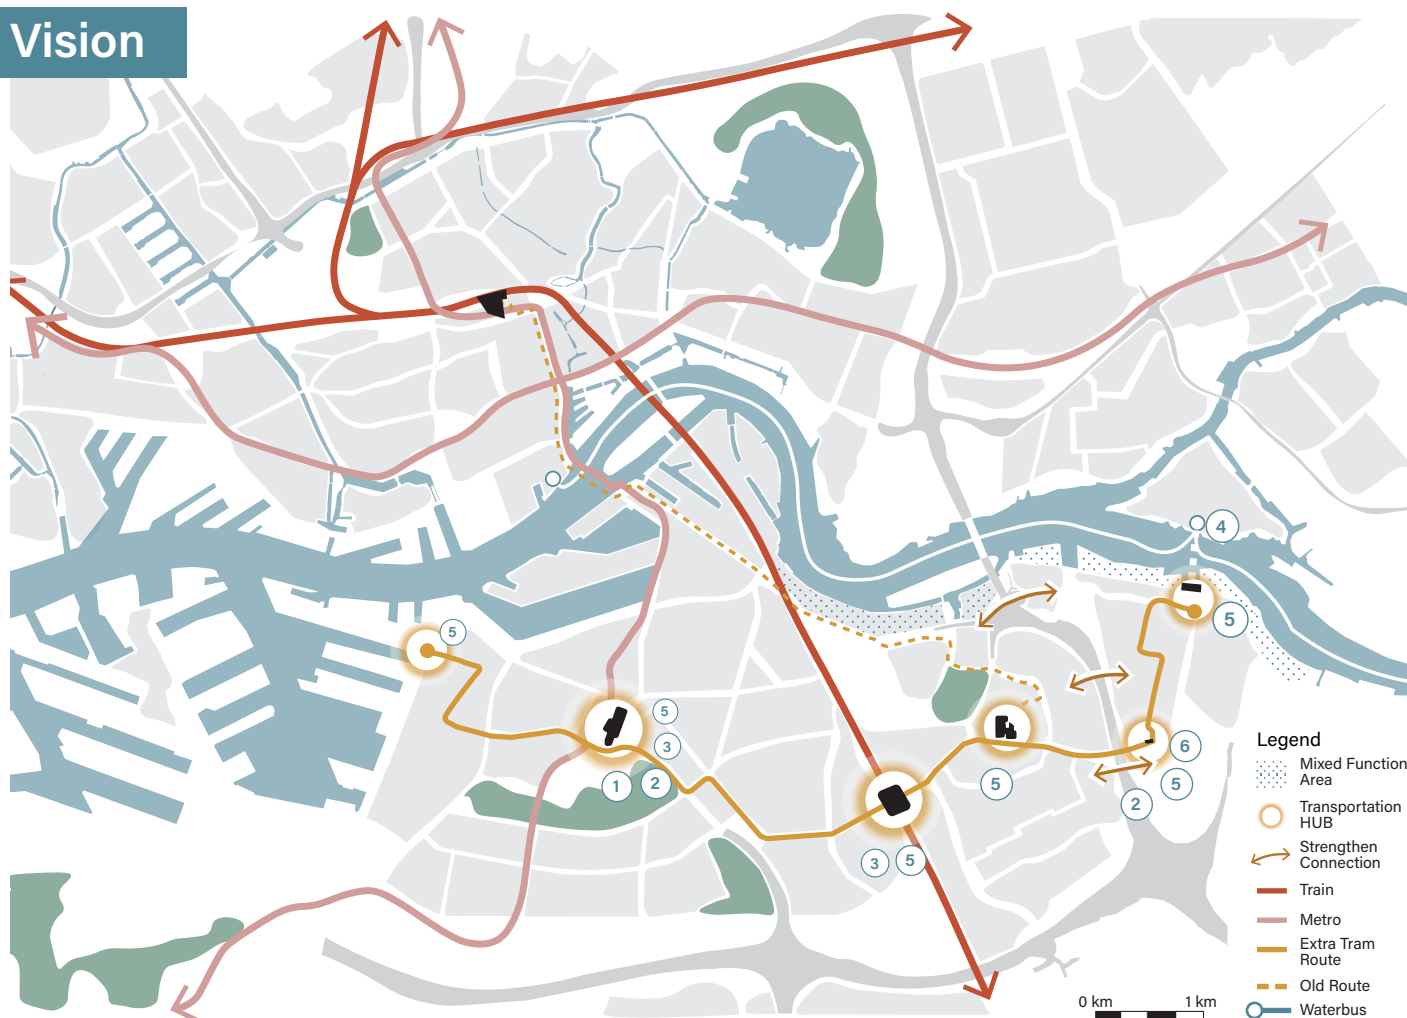 Vision
4
5
5
5
3
1
2
5
6
5
2
3
5
Legend
Mixed Function
Area
Transportation
HUB
Strengthen
Connection
Train
Metro
Extra Tram
Route
Old Route
Waterbus
0 km
1 km